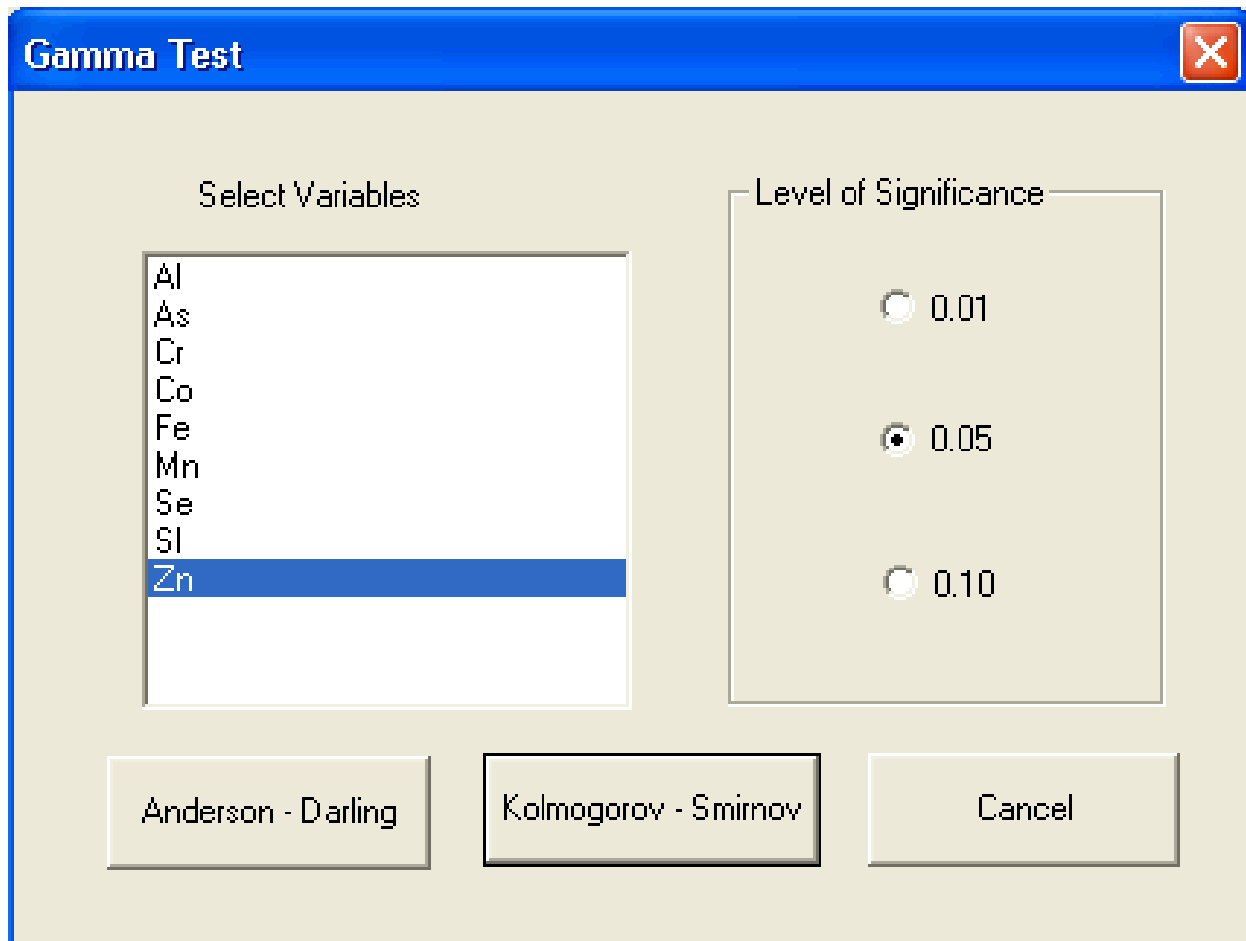 Gamma Test
Select Variables
Level of Significance
Al
As
Cr
Co
Fe
Mn
Se
Sl
Zn
0.01
0.05
0.10
Anderson - Darling
Kolmogorov - Smirnov
Cancel